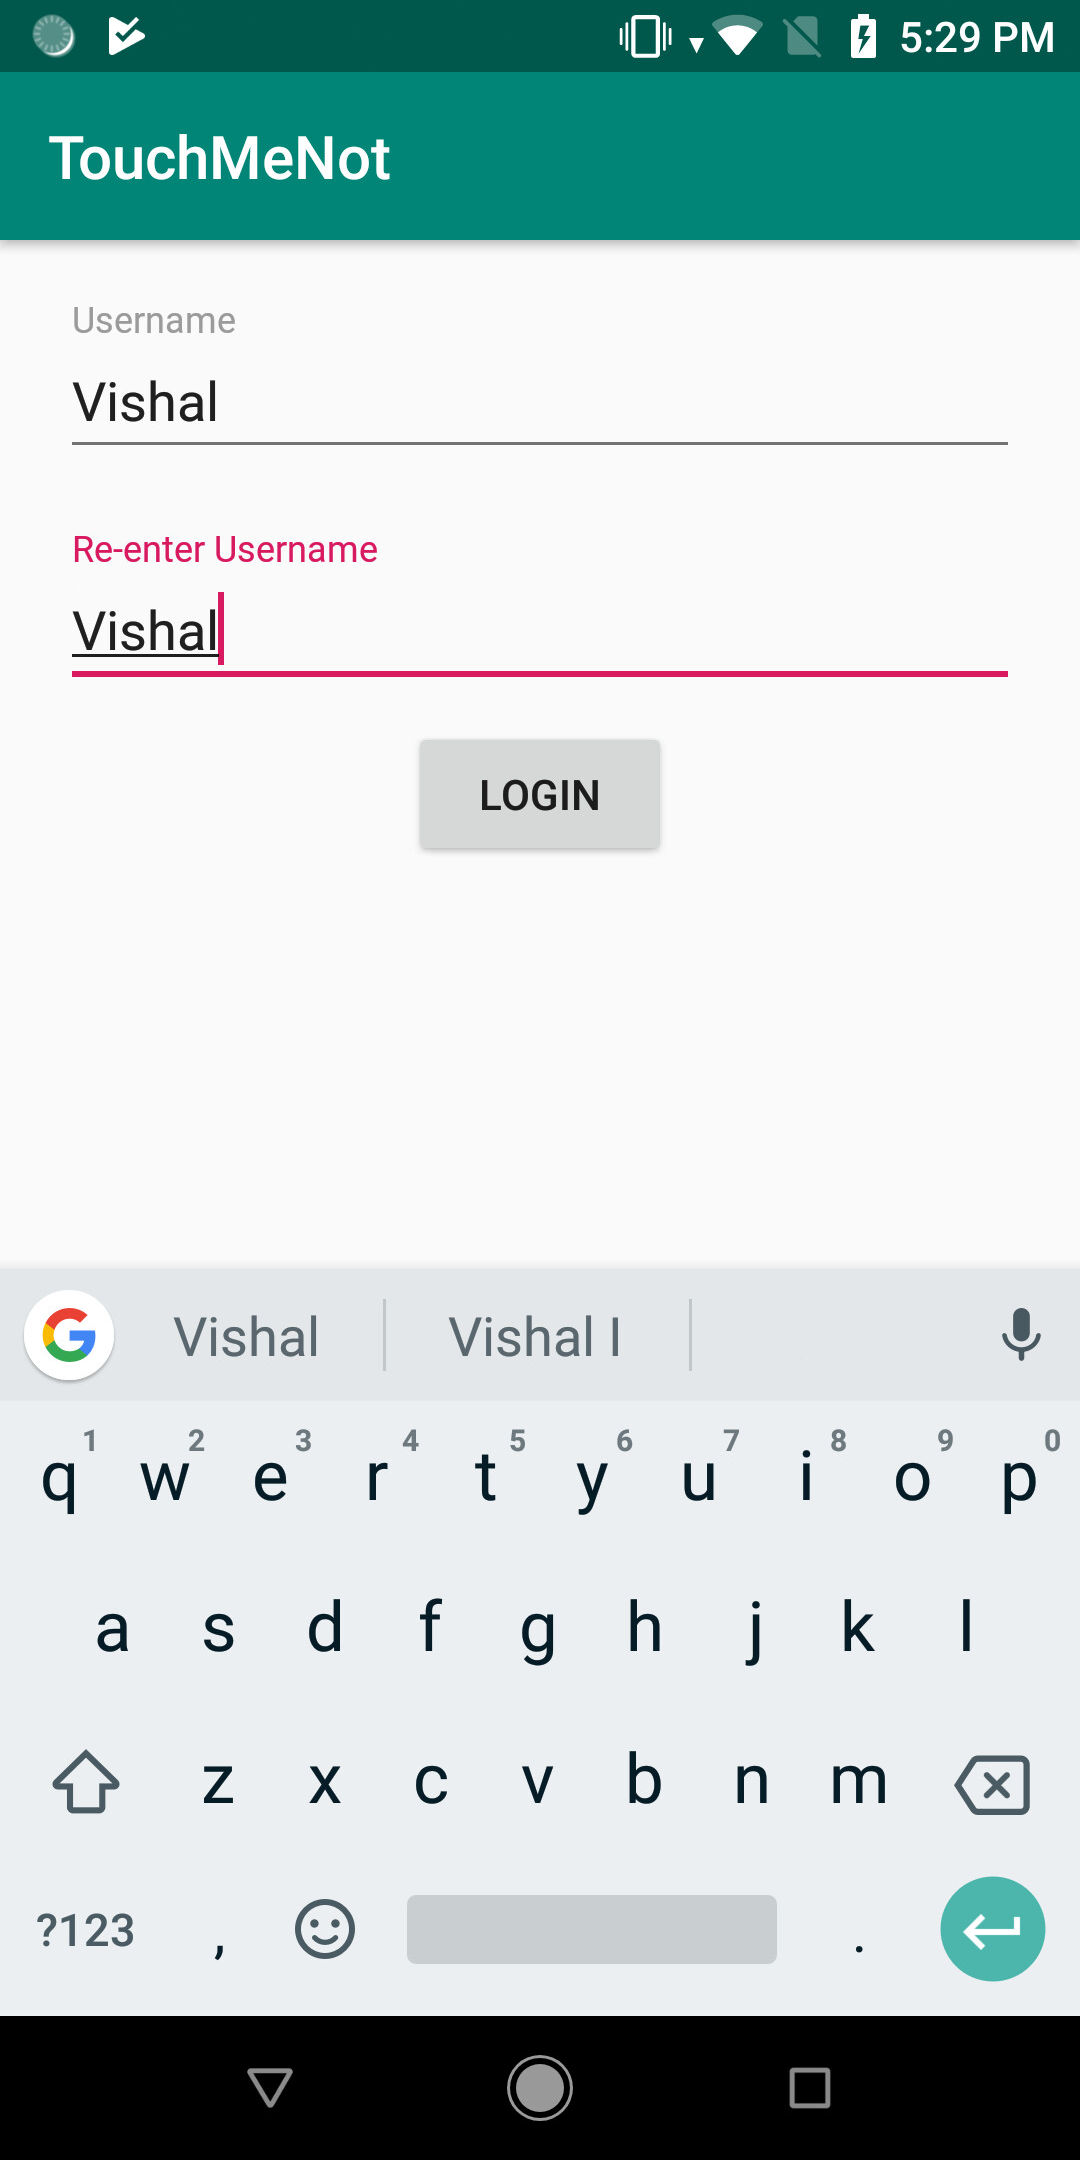 5:29 PM
TouchMeNot
Username
Vishal
Re-enter Username
Vishal
LOGIN
Vishal Vishal I
1 2 3 4 5 6 7 8 9 0
q w e r t y u i o p
a s d f g h j k l
z x c v b n m
?123 , .